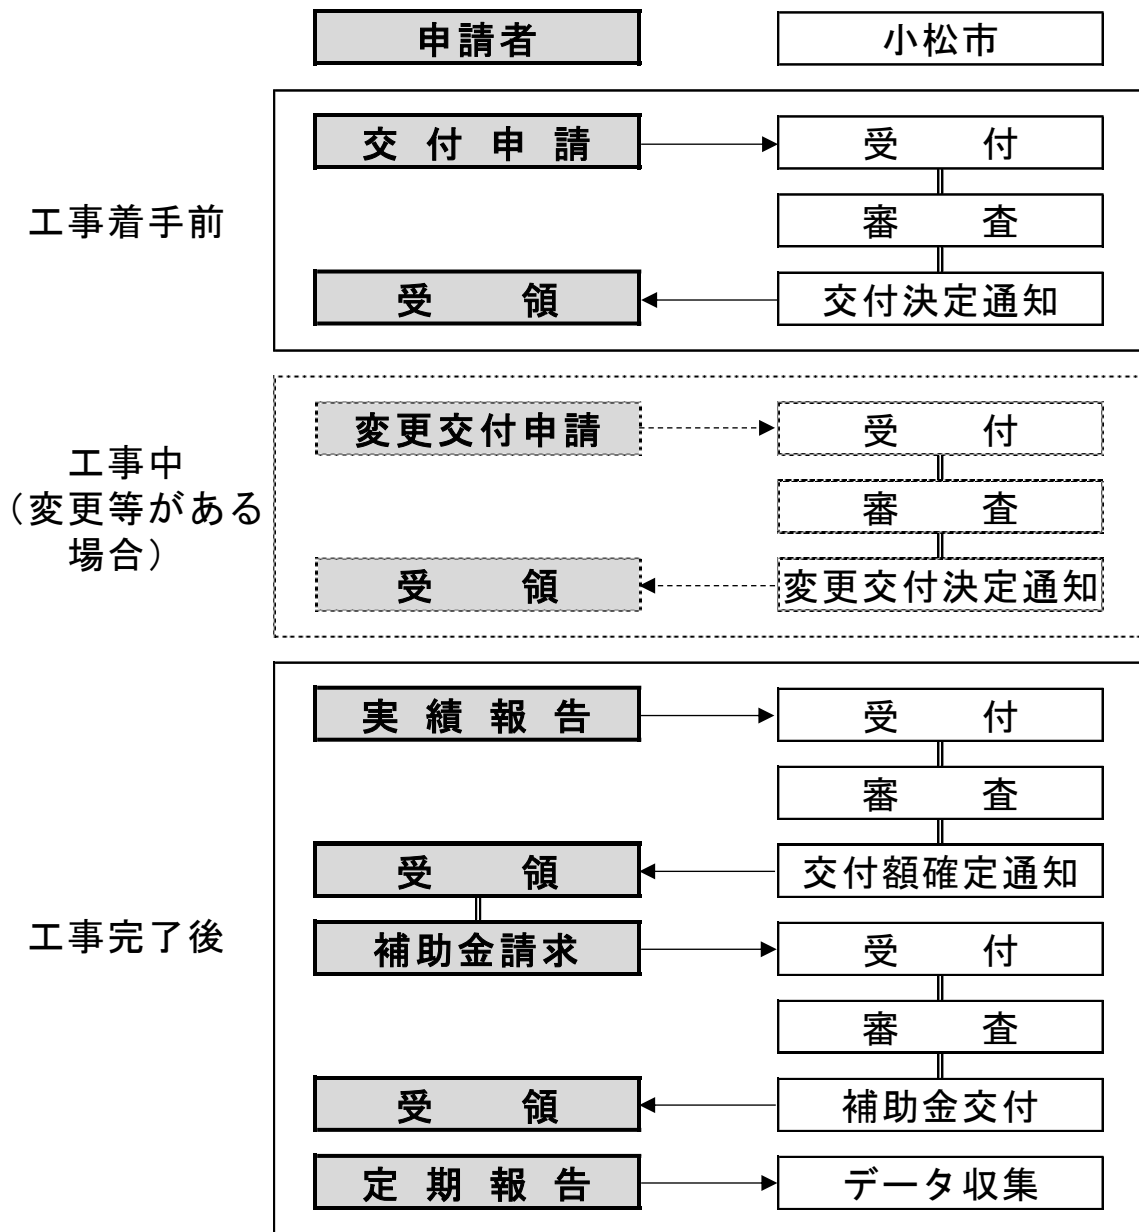 申請者
小松市
工事着手前
交付申請
受付
審査
受領
交付決定通知
工事中
（変更等がある
場合）
変更交付申請
受付
審査
受領
変更交付決定通知
工事完了後
実績報告
受付
審査
受領
交付額確定通知
補助金請求
受付
審査
受領
補助金交付
定期報告
データ収集